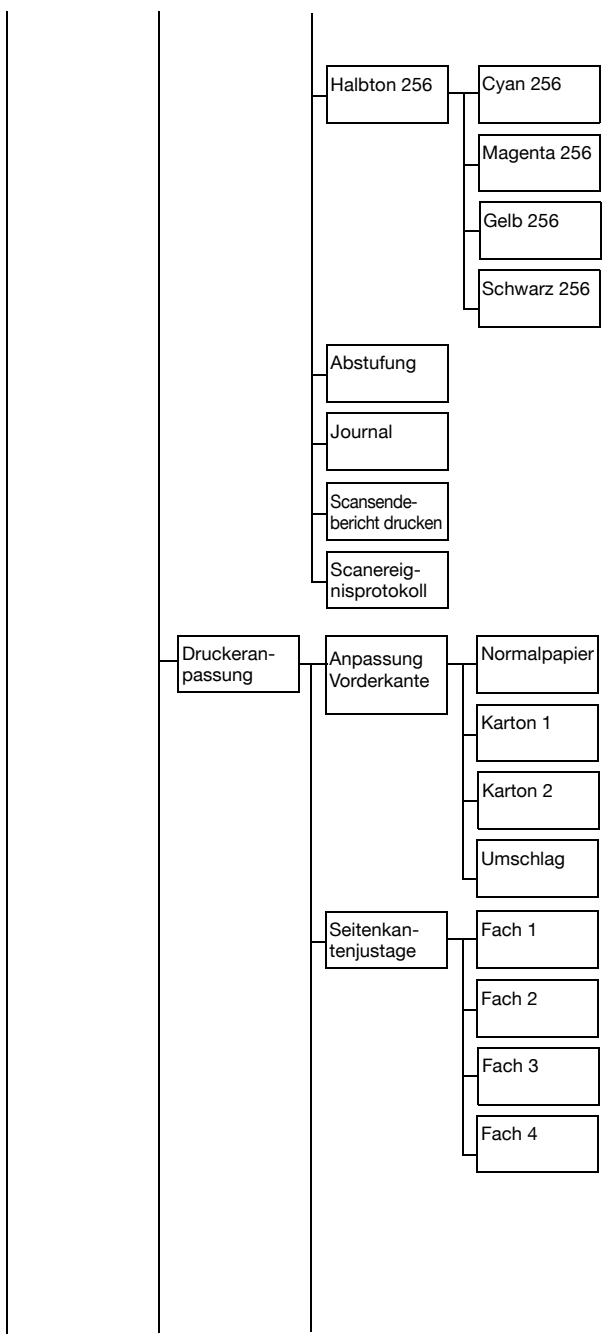 Halbton 256
Cyan 256
Magenta 256
Gelb 256
Schwarz 256
Abstufung
Journal
Scansende-
bericht drucken
Scanereig-
nisprotokoll
Druckeran-
passung
Anpassung
Vorderkante
Normalpapier
Karton 1
Karton 2
Umschlag
Seitenkan-
tenjustage
Fach 1
Fach 2
Fach 3
Fach 4